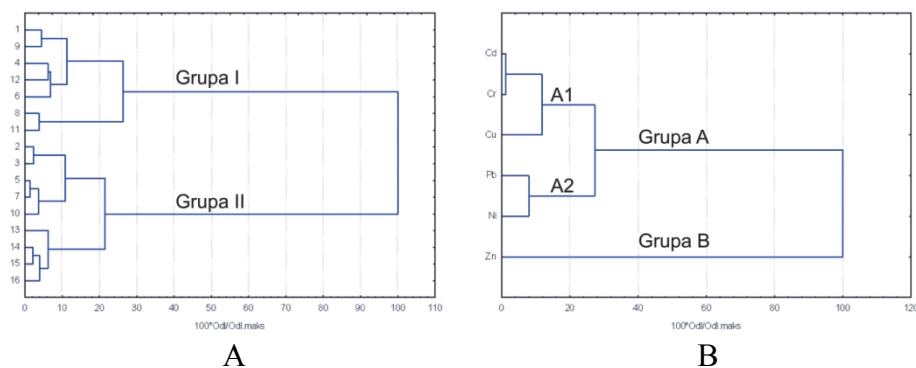 1
9
4
12
6
8
11
2
3
5
7
10
13
14
15
16
Grupa I
Grupa II
0 10 20 30 40 50 60 70 80 90 100 110
100*Odl/Odl.maks
A
Cd
Cr
Cu
Pb
Ni
Zn
A1
Grupa A
A2
Grupa B
0 20 40 60 80 100 120
100*Odl/Odl.maks
B